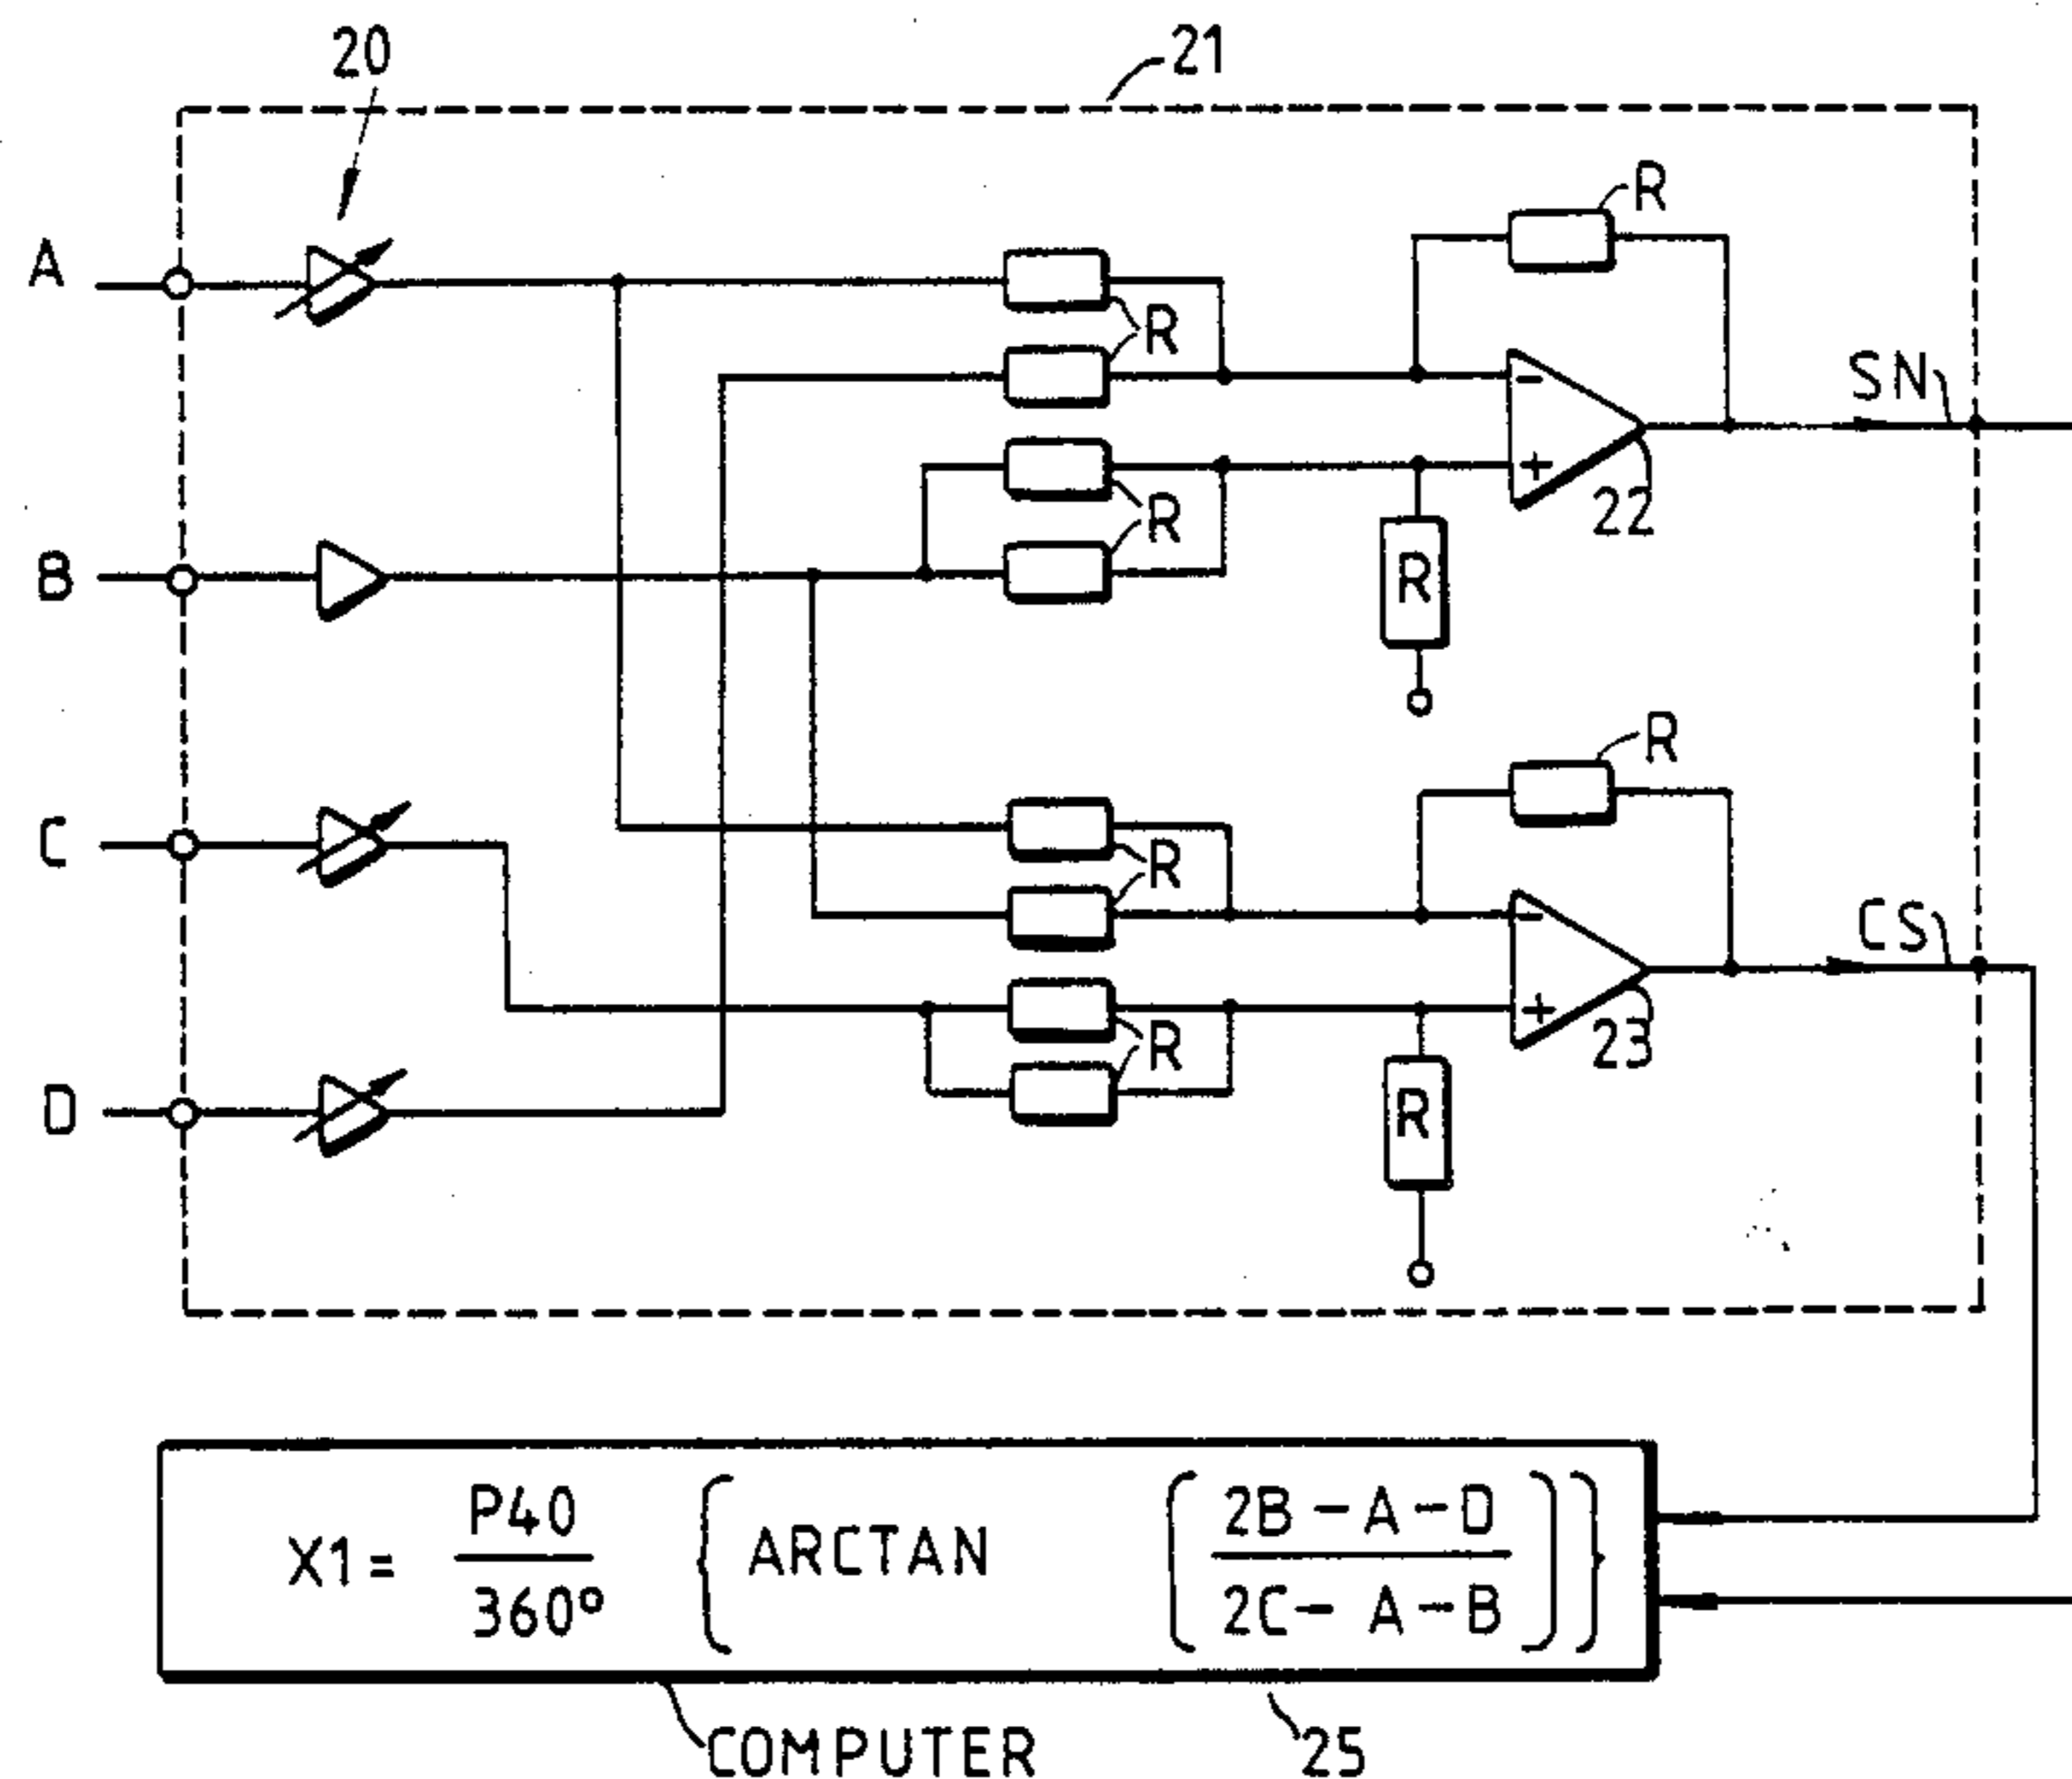 20
21
A
R
R
SN
-
+
R
22
B
R
R
C
R
-
CS
+
R
23
D
R
X1 = P40 / 360° { ARCTAN ( 2B - A - D / 2C - A - B ) }
COMPUTER
25